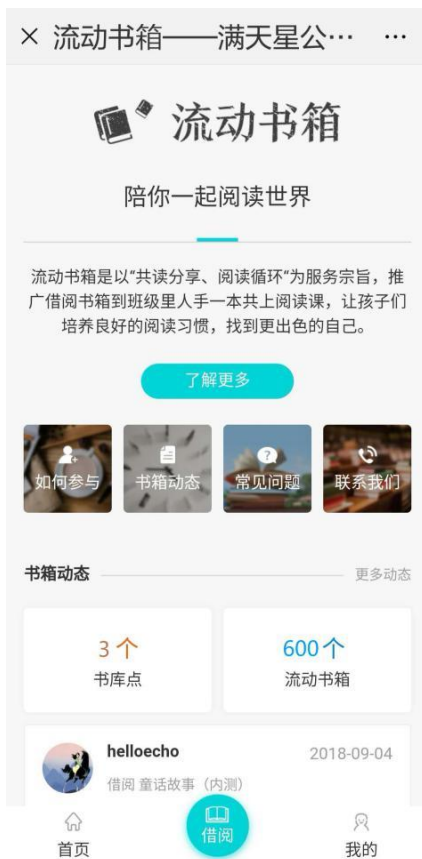 × 流动书箱——满天星公… …
流动书箱
陪你一起阅读世界
流动书箱是以“共读分享、阅读循环”为服务宗旨，推
广借阅书箱到班级里人手一本共上阅读课，让孩子们
培养良好的阅读习惯，找到更出色的自己。
了解更多
如何参与 书箱动态 常见问题 联系我们
书箱动态 更多动态
3 个 600 个
书库点 流动书箱
helloecho 2018-09-04
借阅 童话故事（内测）
首页 借阅 我的